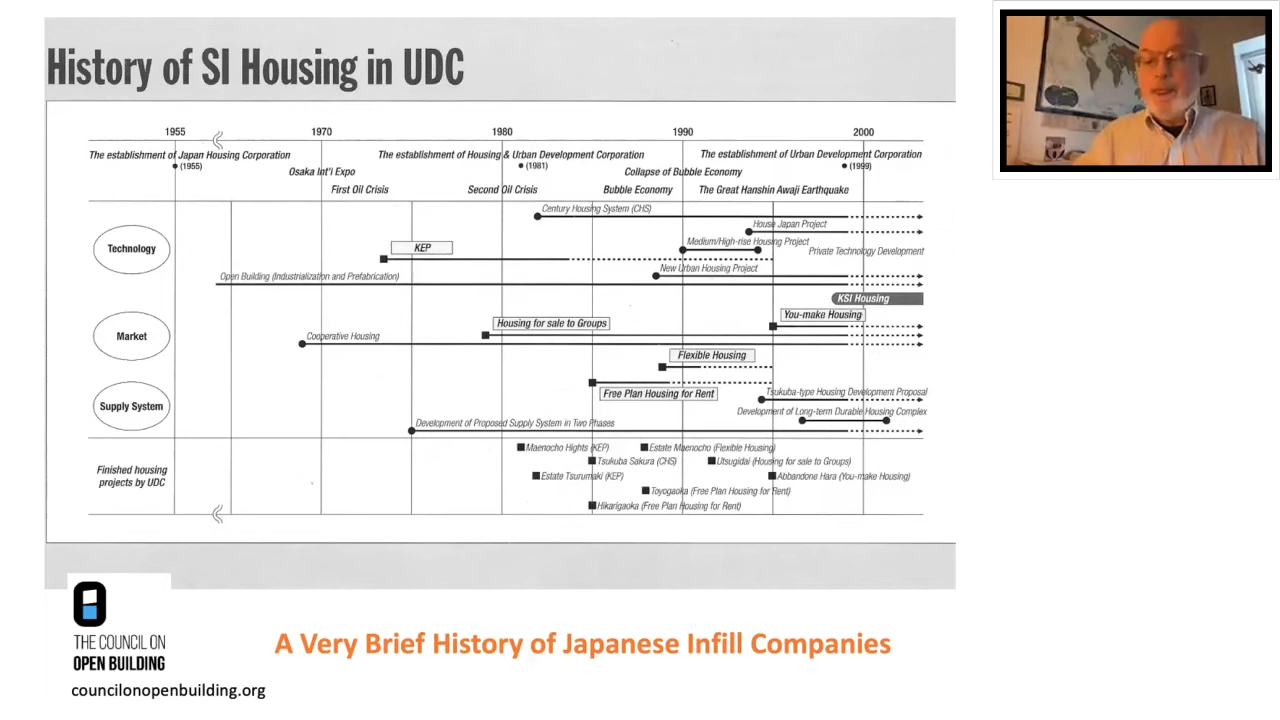 History of SI Housing in UDC
1955
1970
1980
1990
2000
The establishment of Japan Housing Corporation
The establishment of Housing & Urban Development Corporation
The establishment of Urban Development Corporation
(1955)
(1981)
(1999)
Osaka Int'l Expo
Collapse of Bubble Economy
First Oil Crisis
Second Oil Crisis
Bubble Economy
The Great Hanshin Awaji Earthquake
Technology
Century Housing System (CHS)
House Japan Project
Medium/High-rise Housing Project
KEP
Private Technology Development
New Urban Housing Project
Open Building (Industrialization and Prefabrication)
KSI Housing
Market
You-make Housing
Housing for sale to Groups
Cooperative Housing
Supply System
Flexible Housing
Free Plan Housing for Rent
Tsukuba-type Housing Development Proposal
Development of Long-term Durable Housing Complex
Development of Proposed Supply System in Two Phases
Finished housing
projects by UDC
Maenocho Hights (KEP)
Estate Maenocho (Flexible Housing)
Tsukuba Sakura (CHS)
Utsugidai (Housing for sale to Groups)
Estate Tsurumaki (KEP)
Abbandone Hara (You-make Housing)
Toyogaoka (Free Plan Housing for Rent)
Hikarigaoka (Free Plan Housing for Rent)
THE COUNCIL ON
OPEN BUILDING
councilonopenbuilding.org
A Very Brief History of Japanese Infill Companies